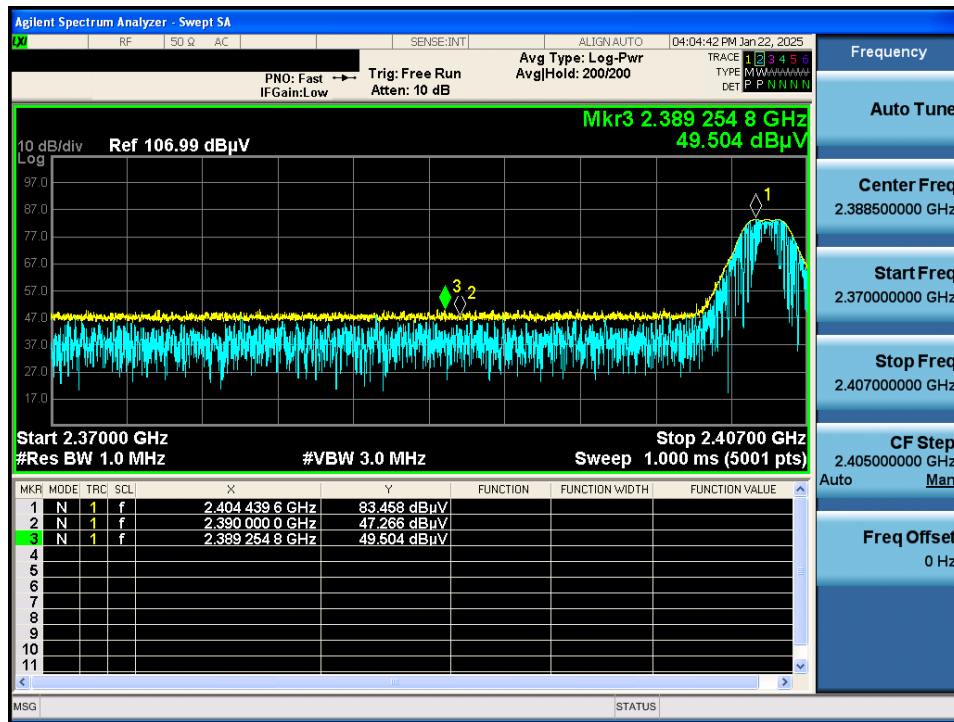 Agilent Spectrum Analyzer - Swept SA
LXI RF 50 Ω AC SENSE:INT ALIGN AUTO 04:04:42 PM Jan 22, 2025
Frequency
PNO: Fast
IFGain:Low
Trig: Free Run
Atten: 10 dB
Avg Type: Log-Pwr
Avg|Hold: 200/200
TRACE 1 2 3 4 5 6
TYPE M
DET P P N N N N
Auto Tune
Mkr3 2.389 254 8 GHz
49.504 dBµV
10 dB/div Ref 106.99 dBµV
Log
97.0
87.0
77.0
67.0
57.0
47.0
37.0
27.0
17.0
1
3
2
Start 2.37000 GHz Stop 2.40700 GHz
#Res BW 1.0 MHz #VBW 3.0 MHz Sweep 1.000 ms (5001 pts)
Center Freq
2.388500000 GHz
Start Freq
2.370000000 GHz
Stop Freq
2.407000000 GHz
CF Step
2.405000000 GHz
Auto Man
Freq Offset
0 Hz
MKR MODE TRC SCL X Y FUNCTION FUNCTION WIDTH FUNCTION VALUE
1 N 1 f 2.404 439 6 GHz 83.458 dBµV
2 N 1 f 2.390 000 0 GHz 47.266 dBµV
3 N 1 f 2.389 254 8 GHz 49.504 dBµV
4
5
6
7
8
9
10
11
MSG STATUS